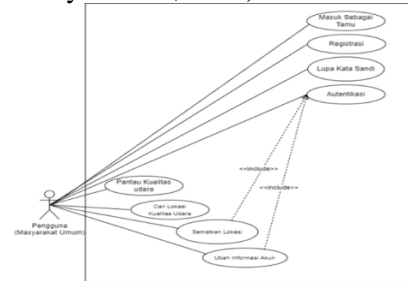 Masuk Sebagai
Tamu
Registrasi
Lupa Kata Sandi
Autentikasi
<<include>>
<<include>>
Pantau Kualitas
udara
Cari Lokasi
Kualitas Udara
Sematkan Lokasi
Ubah Informasi Akun
Pengguna
(Masyarakat Umum)